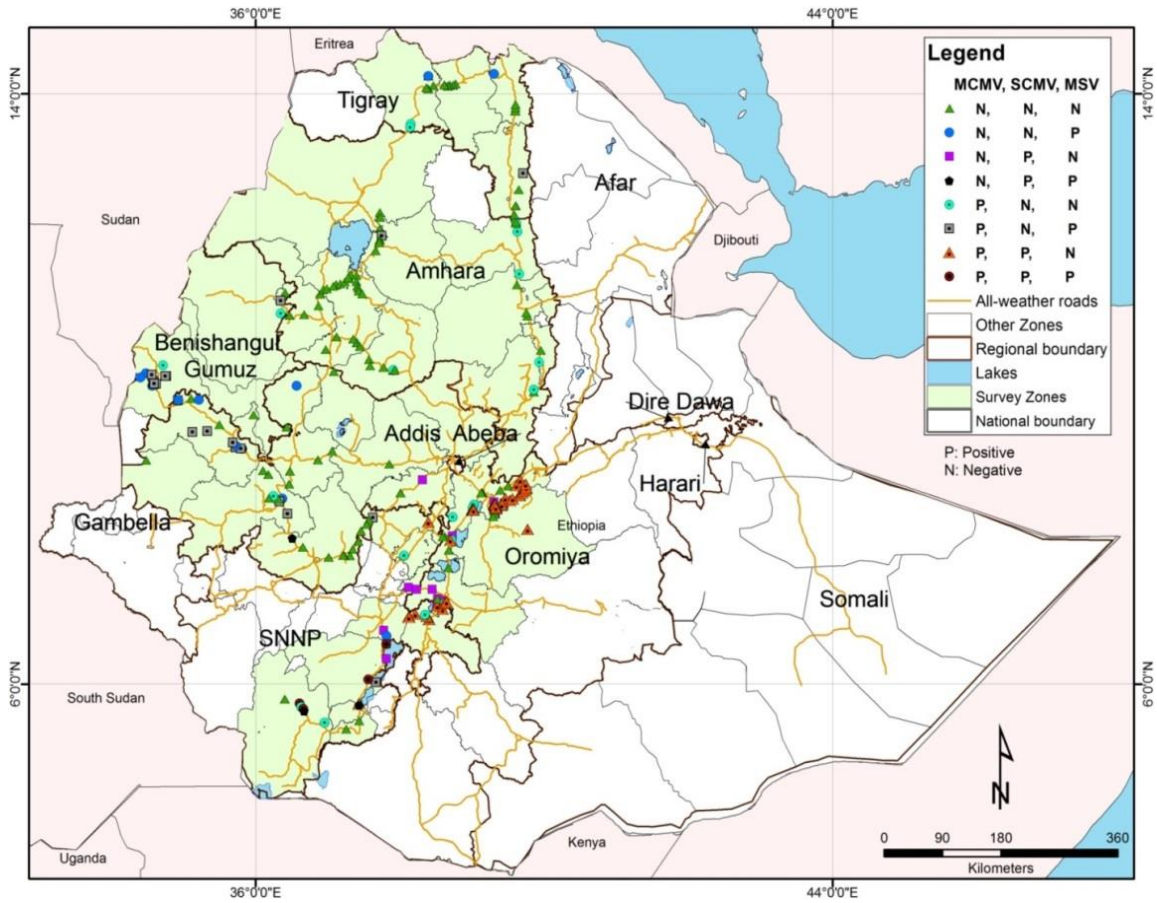 36°0'0"E 44°0'0"E
14°0'0"N 14°0'0"N
Eritrea
Tigray
Sudan
Afar
Amhara
Djibouti
Benishangul
Gumuz
Dire Dawa
Addis Abeba
Harari
Gambella
Ethiopia
Oromiya
Somali
SNNP
South Sudan
6°0'0"N 6°0'0"N
Uganda
Kenya
36°0'0"E 44°0'0"E
Legend
MCMV, SCMV, MSV
N, N, N
N, N, P
N, P, N
N, P, P
P, N, N
P, N, P
P, P, N
P, P, P
All-weather roads
Other Zones
Regional boundary
Lakes
Survey Zones
National boundary
P: Positive
N: Negative
N
0 90 180 360
Kilometers